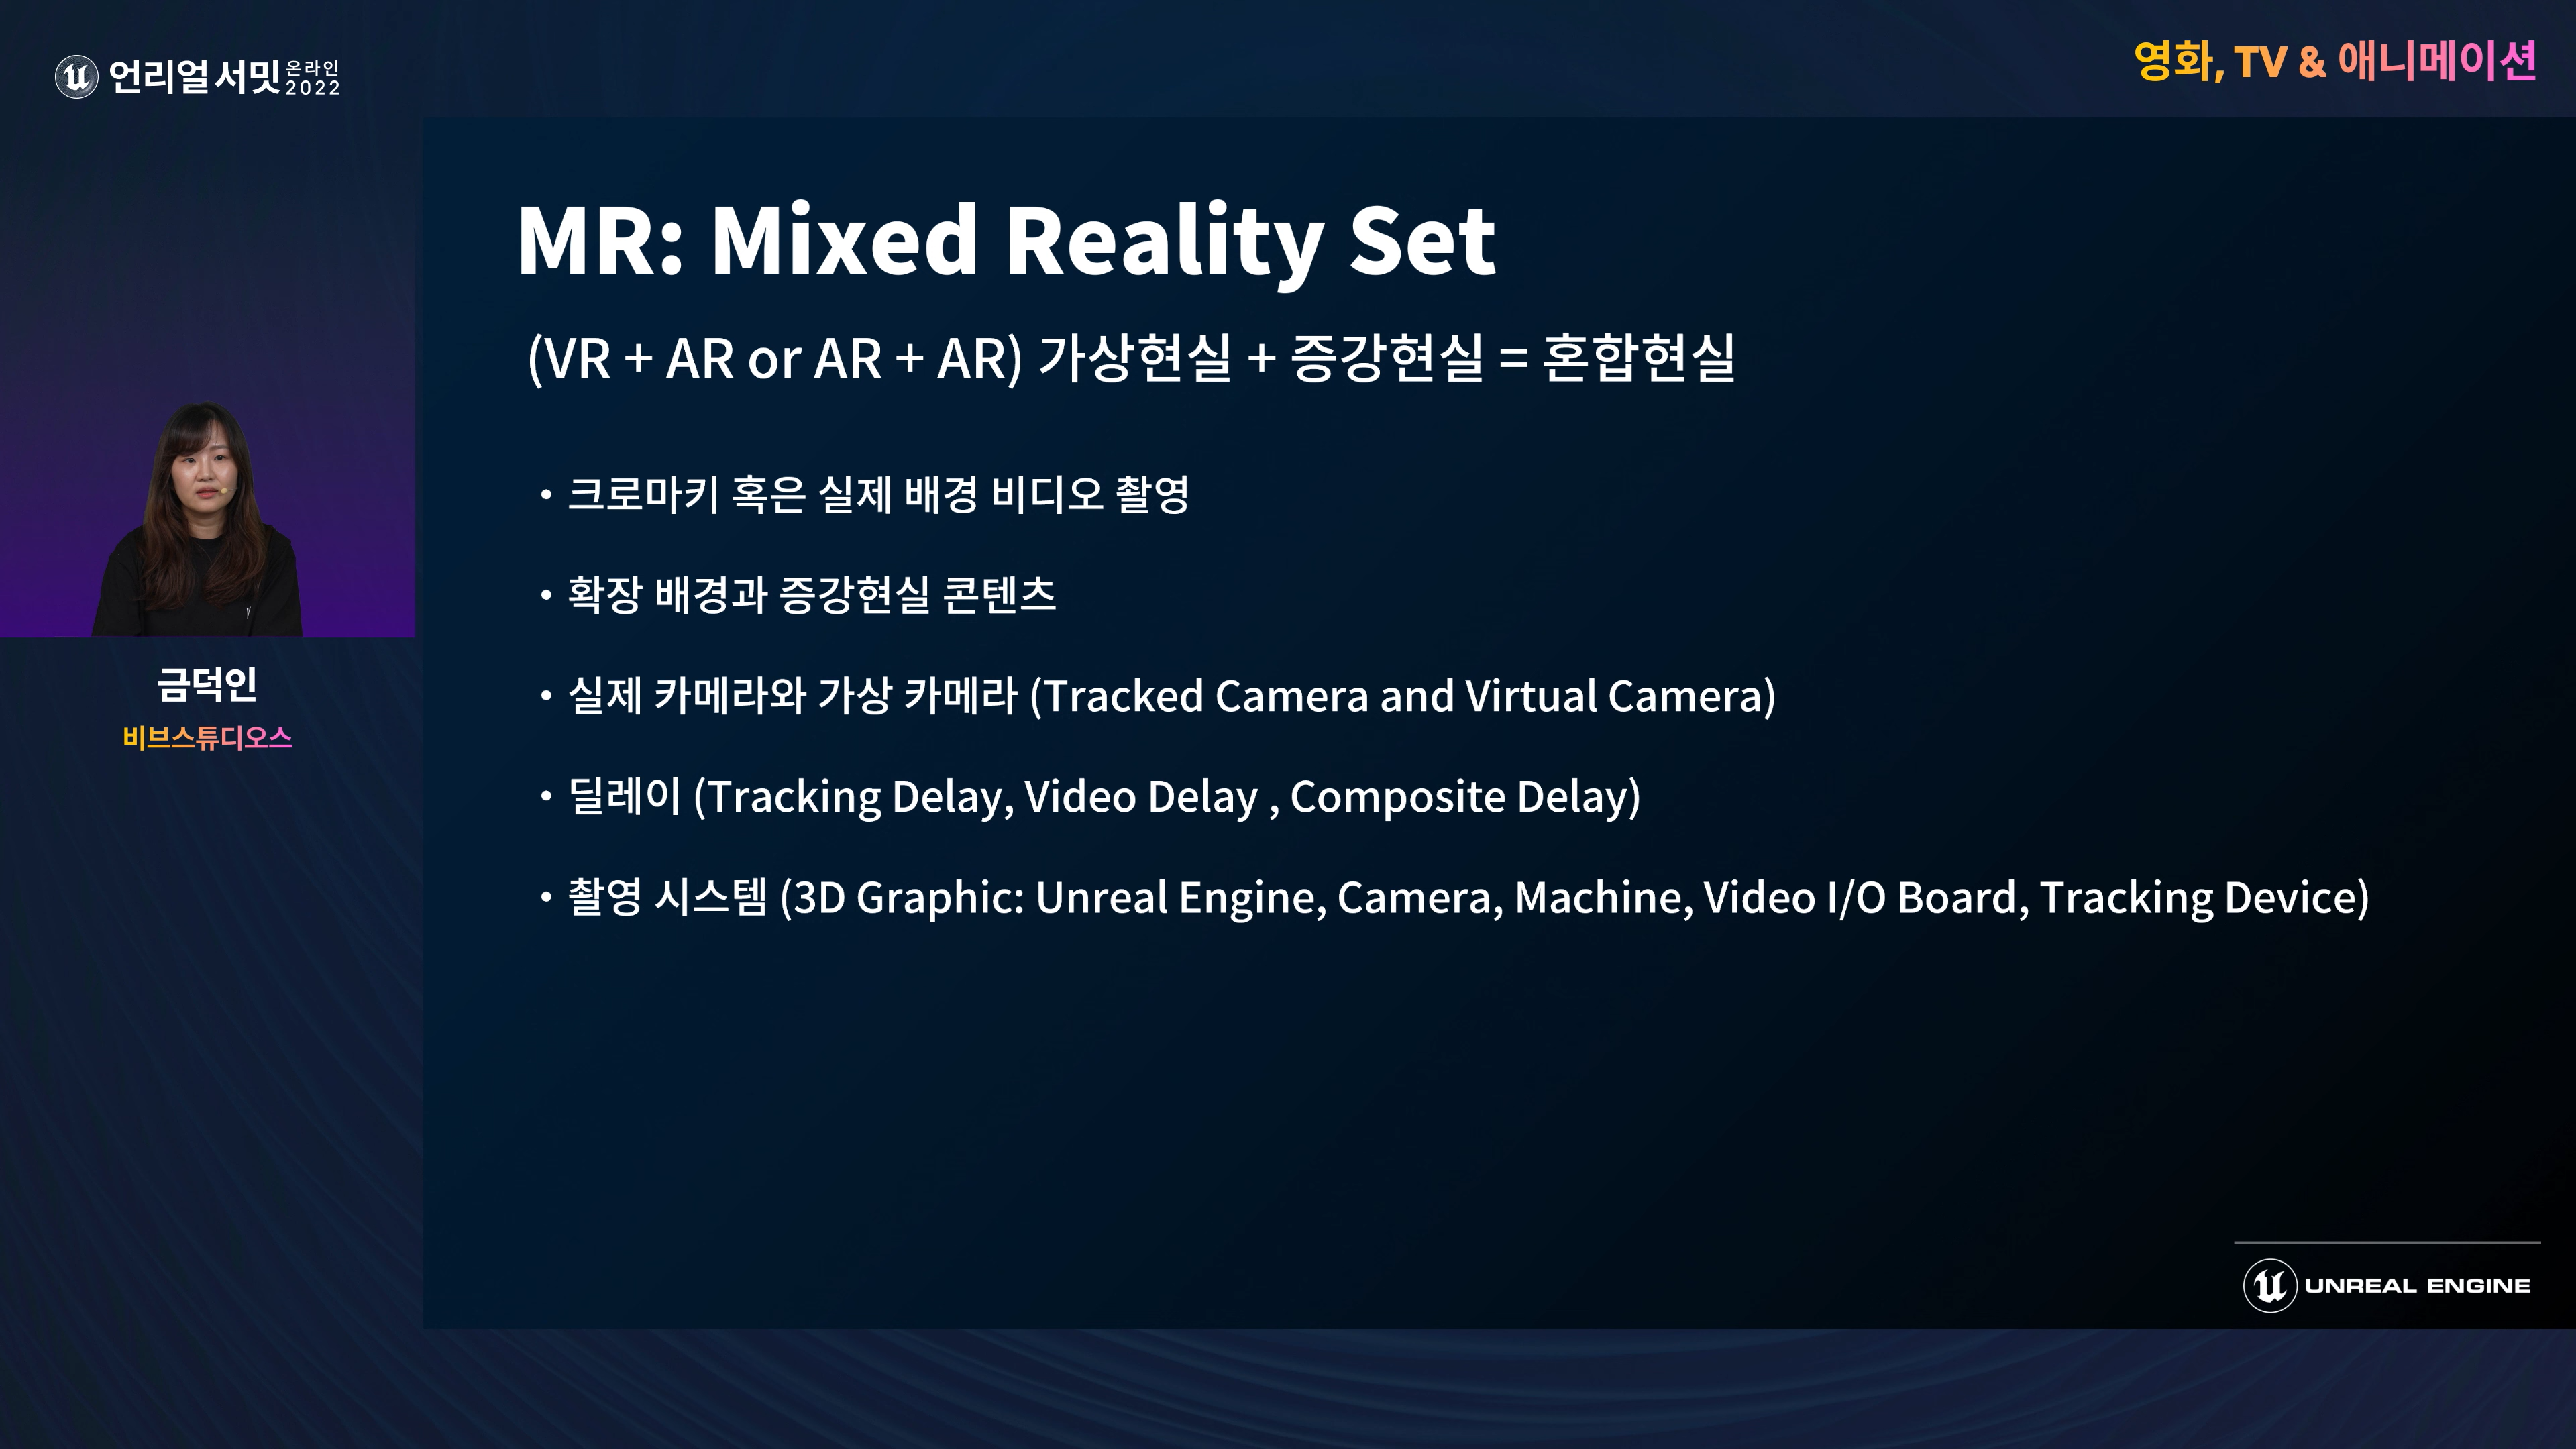 언리얼 서밋 온라인 2022
영화, TV & 애니메이션
MR: Mixed Reality Set
(VR + AR or AR + AR) 가상현실 + 증강현실 = 혼합현실
• 크로마키 혹은 실제 배경 비디오 촬영
• 확장 배경과 증강현실 콘텐츠
• 실제 카메라와 가상 카메라 (Tracked Camera and Virtual Camera)
• 딜레이 (Tracking Delay, Video Delay , Composite Delay)
• 촬영 시스템 (3D Graphic: Unreal Engine, Camera, Machine, Video I/O Board, Tracking Device)
금덕인
비브스튜디오스
UNREAL ENGINE